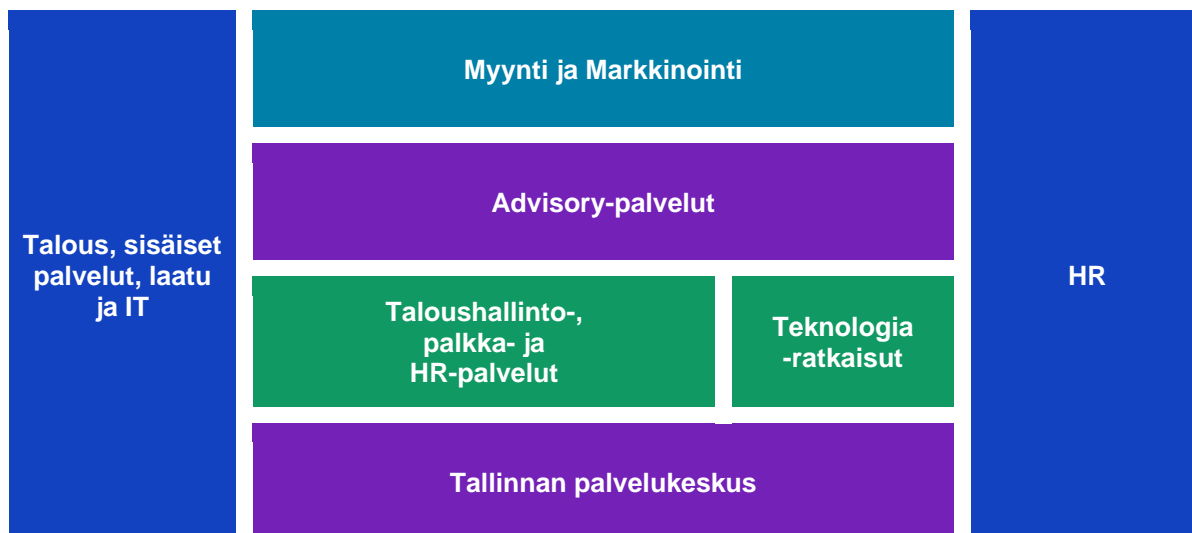 Myynti ja Markkinointi
Advisory-palvelut
Talous, sisäiset
palvelut, laatu
ja IT
HR
Taloushallinto-,
palkka- ja
HR-palvelut
Teknologia
-ratkaisut
Tallinnan palvelukeskus